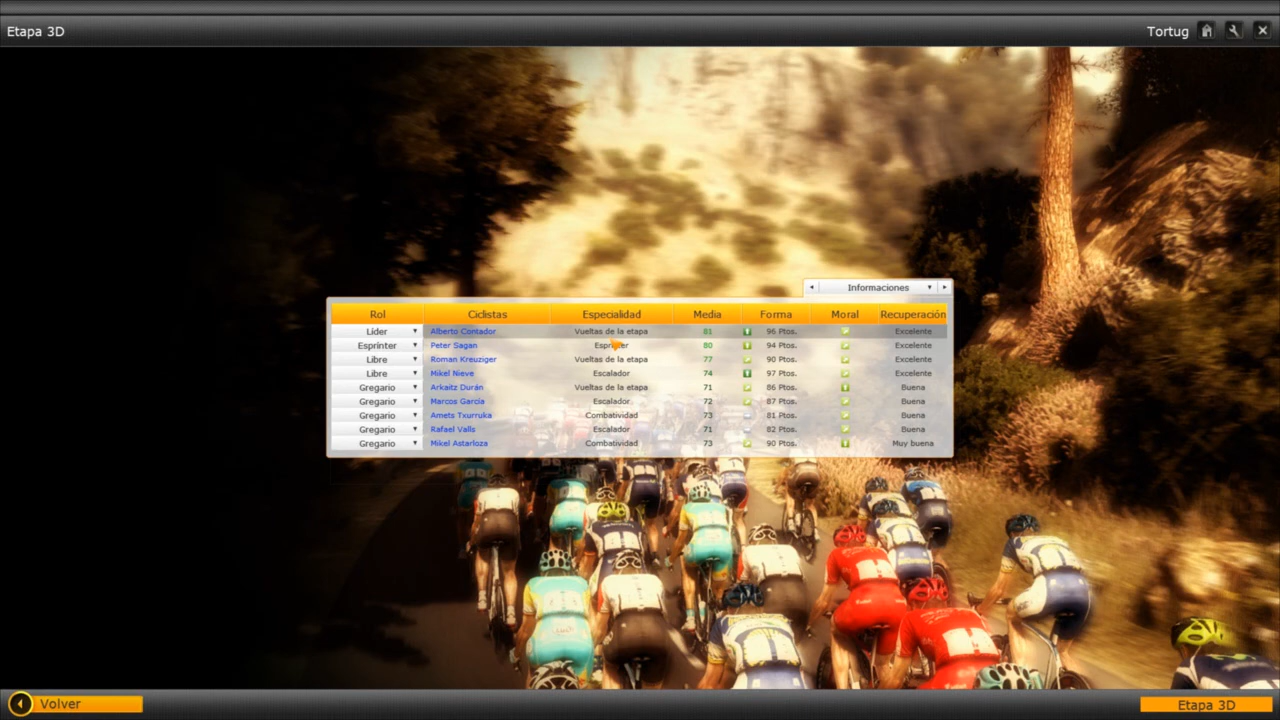 Etapa 3D
Tortug
Informaciones
Rol Ciclistas Especialidad Media Forma Moral Recuperación
Líder Alberto Contador Vueltas de la etapa 81 96 Ptos. Excelente
Esprínter Peter Sagan Esprínter 80 94 Ptos. Excelente
Libre Roman Kreuziger Vueltas de la etapa 77 90 Ptos. Excelente
Libre Mikel Nieve Escalador 74 97 Ptos. Excelente
Gregario Arkaitz Durán Vueltas de la etapa 71 86 Ptos. Buena
Gregario Marcos García Escalador 72 87 Ptos. Buena
Gregario Amets Txurruka Combatividad 73 81 Ptos. Buena
Gregario Rafael Valls Escalador 71 82 Ptos. Buena
Gregario Mikel Astarloza Combatividad 73 90 Ptos. Muy buena
Volver
Etapa 3D